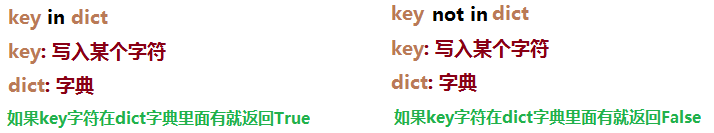 key in dict
key: 写入某个字符
dict: 字典
如果key字符在dict字典里面有就返回True
key not in dict
key: 写入某个字符
dict: 字典
如果key字符在dict字典里面有就返回False